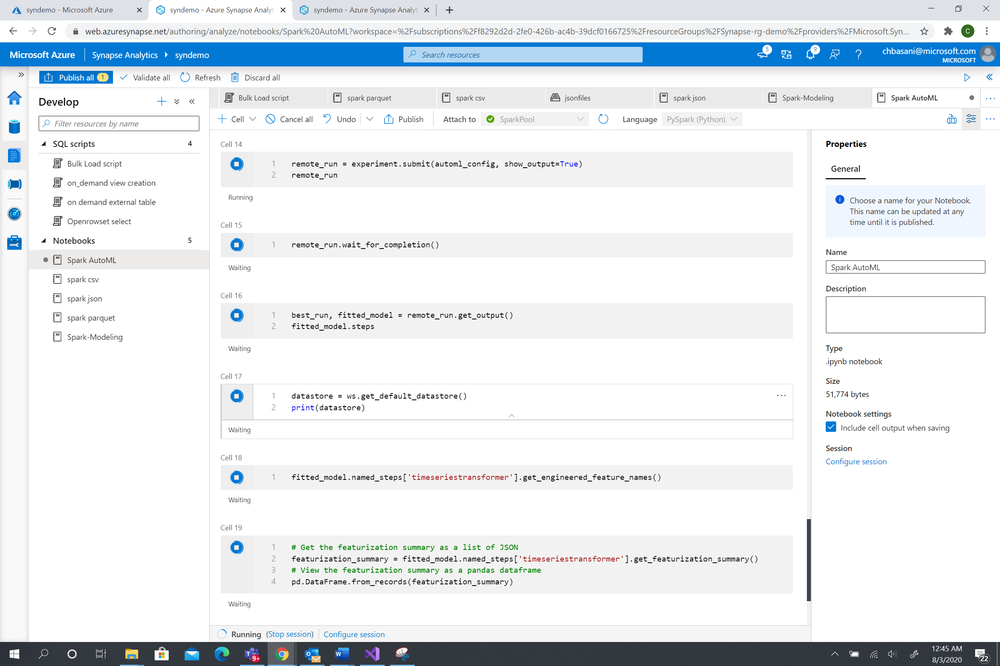 syndemo - Microsoft Azure
syndemo - Azure Synapse Analyt
syndemo - Azure Synapse Analyt
web.azuresynapse.net/authoring/analyze/notebooks/Spark%20AutoML?workspace=%2Fsubscriptions%2Ff8292d2d-2fe0-426b-ac4b-39dcf0166725%2FresourceGroups%2FSynapse-rg-demo%2Fproviders%2FMicrosoft.Syn...
C
Microsoft Azure
Synapse Analytics
syndemo
Search resources
5
9
chbasani@microsoft.com
MICROSOFT
Publish all 1
Validate all
Refresh
Discard all
Develop
Filter resources by name
SQL scripts 4
Bulk Load script
on_demand view creation
on demand external table
Openrowset select
Notebooks 5
Spark AutoML
spark csv
spark json
spark parquet
Spark-Modeling
Bulk Load script
spark parquet
spark csv
jsonfiles
spark json
Spark-Modeling
Spark AutoML
Cell
Cancel all
Undo
Publish
Attach to
SparkPool
Language
PySpark (Python)
Cell 14
1 remote_run = experiment.submit(automl_config, show_output=True)
2 remote_run
Running
Cell 15
1 remote_run.wait_for_completion()
Waiting
Cell 16
1 best_run, fitted_model = remote_run.get_output()
2 fitted_model.steps
Waiting
Cell 17
1 datastore = ws.get_default_datastore()
2 print(datastore)
Waiting
Cell 18
1 fitted_model.named_steps['timeseriestransformer'].get_engineered_feature_names()
Waiting
Cell 19
1 # Get the featurization summary as a list of JSON
2 featurization_summary = fitted_model.named_steps['timeseriestransformer'].get_featurization_summary()
3 # View the featurization summary as a pandas dataframe
4 pd.DataFrame.from_records(featurization_summary)
Waiting
Running (Stop session)
Configure session
Properties
General
Choose a name for your Notebook.
This name can be updated at any
time until it is published.
Name
Spark AutoML
Description
Type
.ipynb notebook
Size
51,774 bytes
Notebook settings
Include cell output when saving
Session
Configure session
T
9+
W
12:45 AM
8/3/2020
22